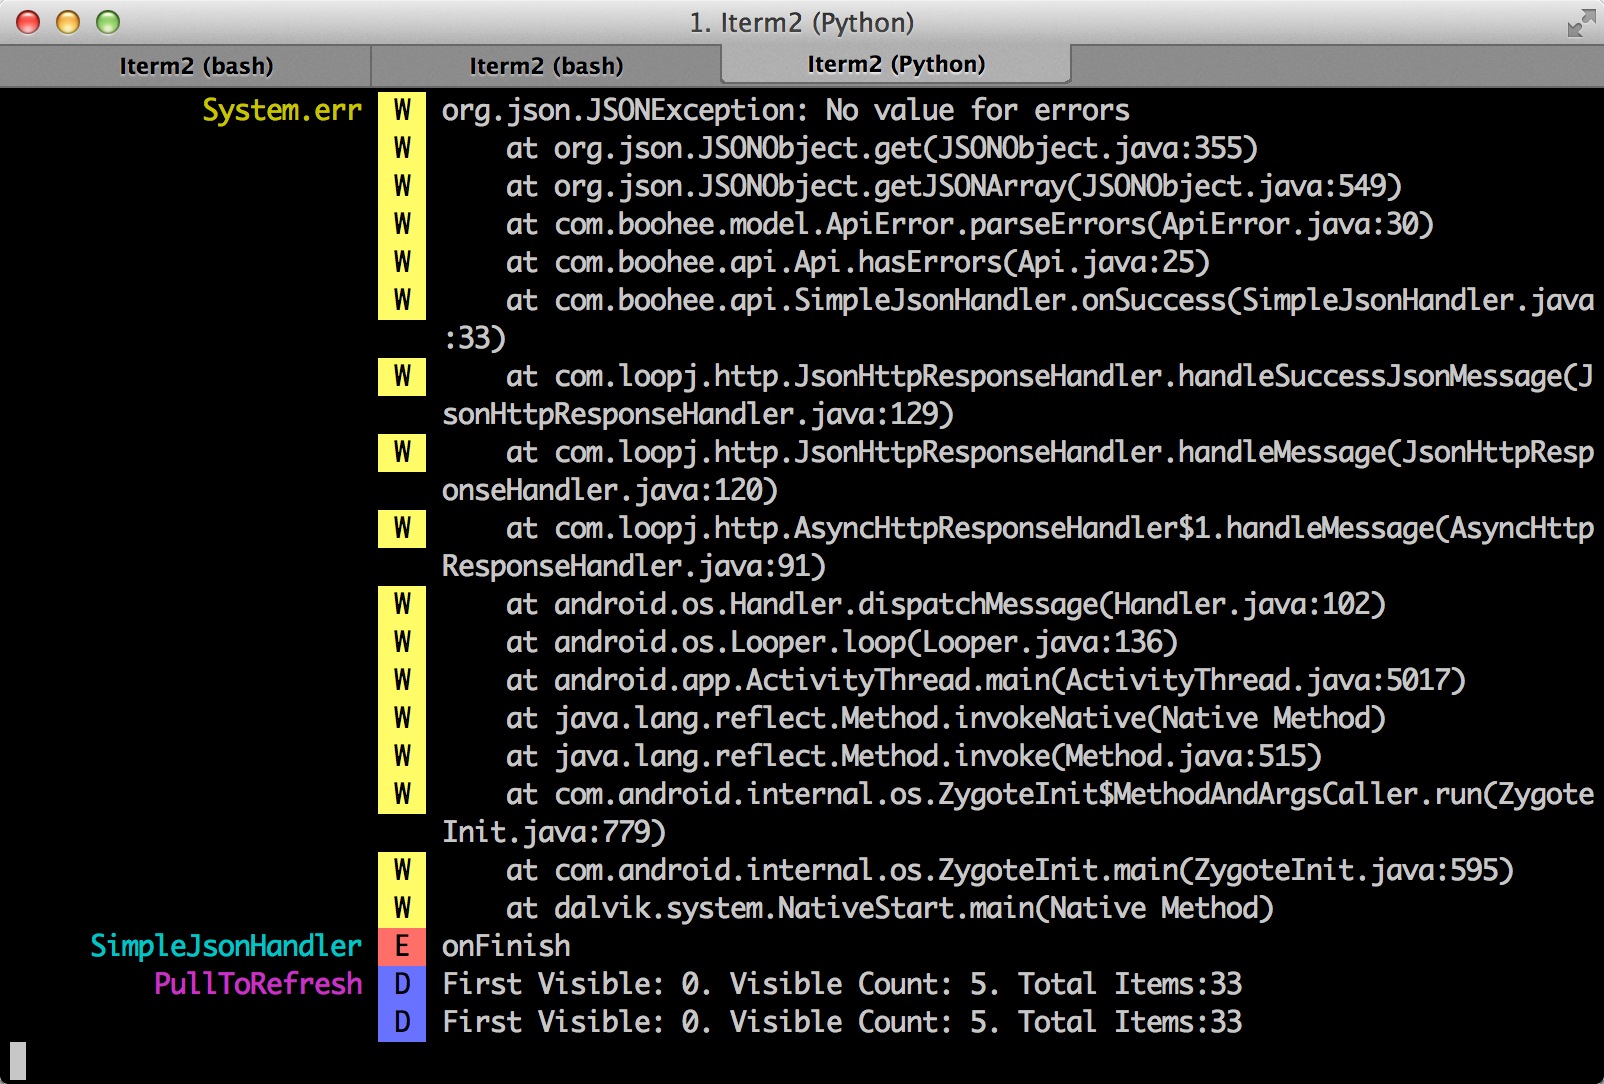 1. Iterm2 (Python)
Iterm2 (bash) Iterm2 (bash) Iterm2 (Python)
System.err W org.json.JSONException: No value for errors
W at org.json.JSONObject.get(JSONObject.java:355)
W at org.json.JSONObject.getJSONArray(JSONObject.java:549)
W at com.boohee.model.ApiError.parseErrors(ApiError.java:30)
W at com.boohee.api.Api.hasErrors(Api.java:25)
W at com.boohee.api.SimpleJsonHandler.onSuccess(SimpleJsonHandler.java
:33)
W at com.loopj.http.JsonHttpResponseHandler.handleSuccessJsonMessage(J
sonHttpResponseHandler.java:129)
W at com.loopj.http.JsonHttpResponseHandler.handleMessage(JsonHttpResp
onseHandler.java:120)
W at com.loopj.http.AsyncHttpResponseHandler$1.handleMessage(AsyncHttp
ResponseHandler.java:91)
W at android.os.Handler.dispatchMessage(Handler.java:102)
W at android.os.Looper.loop(Looper.java:136)
W at android.app.ActivityThread.main(ActivityThread.java:5017)
W at java.lang.reflect.Method.invokeNative(Native Method)
W at java.lang.reflect.Method.invoke(Method.java:515)
W at com.android.internal.os.ZygoteInit$MethodAndArgsCaller.run(Zygote
Init.java:779)
W at com.android.internal.os.ZygoteInit.main(ZygoteInit.java:595)
W at dalvik.system.NativeStart.main(Native Method)
SimpleJsonHandler E onFinish
PullToRefresh D First Visible: 0. Visible Count: 5. Total Items:33
D First Visible: 0. Visible Count: 5. Total Items:33